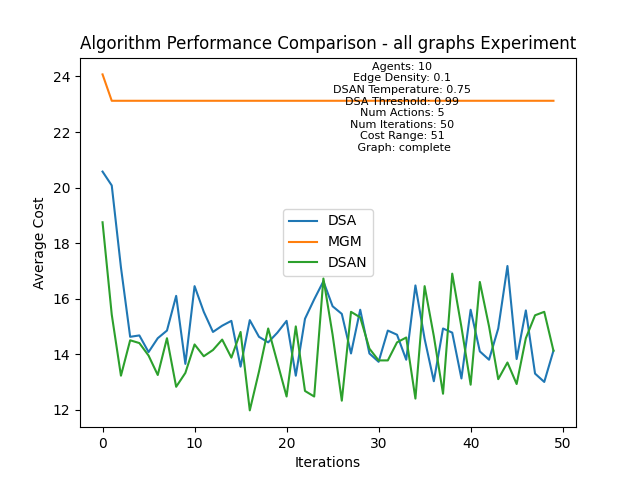 Algorithm Performance Comparison - all graphs Experiment
Agents: 10
Edge Density: 0.1
DSAN Temperature: 0.75
DSA Threshold: 0.99
Num Actions: 5
Num Iterations: 50
Cost Range: 51
Graph: complete
24
22
20
18
16
14
12
Average Cost
DSA
MGM
DSAN
0
10
20
30
40
50
Iterations